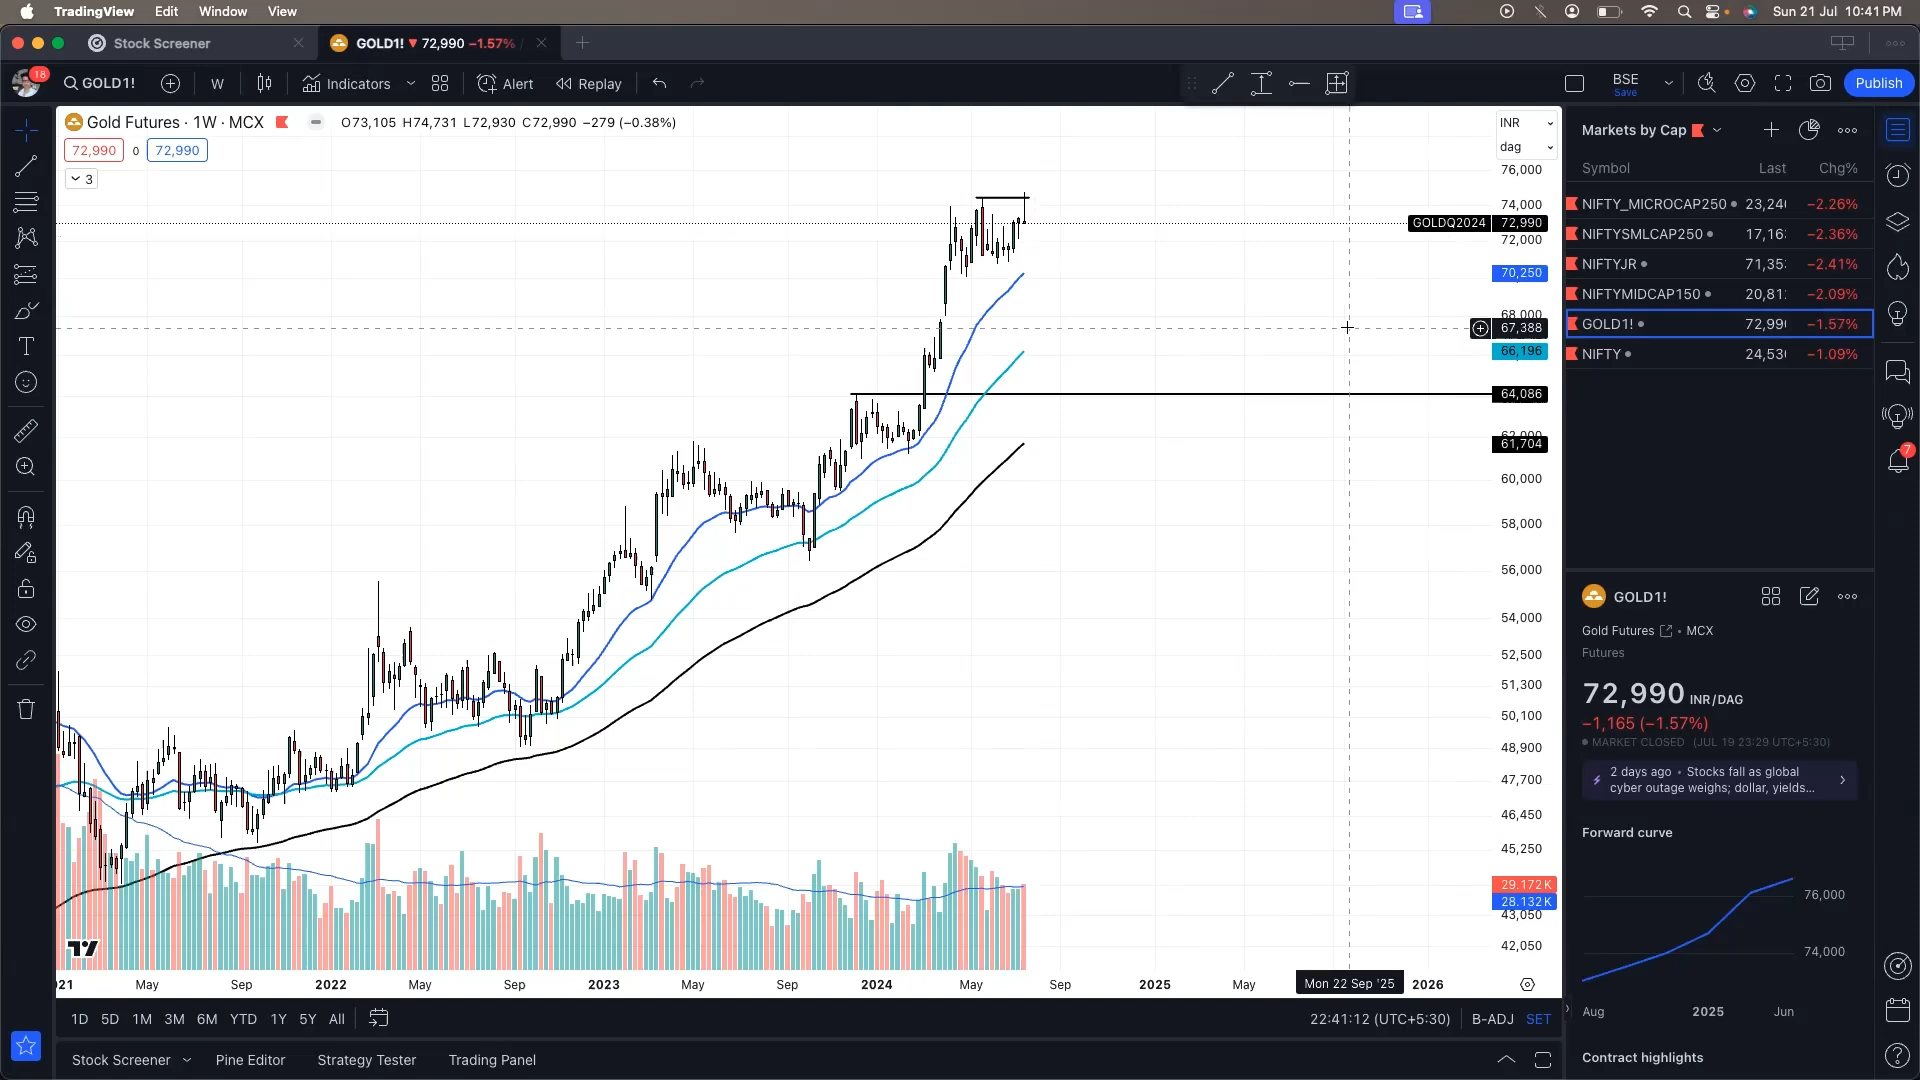 TradingView Edit Window View Sun 21 Jul 10:41 PM
Stock Screener GOLD1! 72,990 −1.57%
18 GOLD1! W Indicators Alert Replay BSE Save Publish
Gold Futures · 1W · MCX O73,105 H74,731 L72,930 C72,990 −279 (−0.38%)
72,990 0 72,990
3
INR
dag
76,000
74,000
GOLDQ2024 72,990
72,000
70,250
68,000
67,388
66,196
64,086
61,704
60,000
58,000
56,000
54,000
52,500
51,300
50,100
48,900
47,700
46,450
45,250
29.172K
28.132K
43,050
42,050
May Sep 2022 May Sep 2023 May Sep 2024 May Sep 2025 May Mon 22 Sep '25 2026
1D 5D 1M 3M 6M YTD 1Y 5Y All 22:41:12 (UTC+5:30) B-ADJ SET
Stock Screener Pine Editor Strategy Tester Trading Panel
Markets by Cap
Symbol Last Chg%
NIFTY_MICROCAP250 −2.26%
NIFTYSMLCAP250 −2.36%
NIFTYJR −2.41%
NIFTYMIDCAP150 −2.09%
GOLD1! −1.57%
NIFTY −1.09%
7
GOLD1!
Gold Futures • MCX
Futures
72,990 INR/DAG
−1,165 (−1.57%)
MARKET CLOSED (JUL 19 23:29 UTC+5:30)
2 days ago • Stocks fall as global
cyber outage weighs; dollar, yields...
Forward curve
76,000
74,000
Aug 2025 Jun
Contract highlights